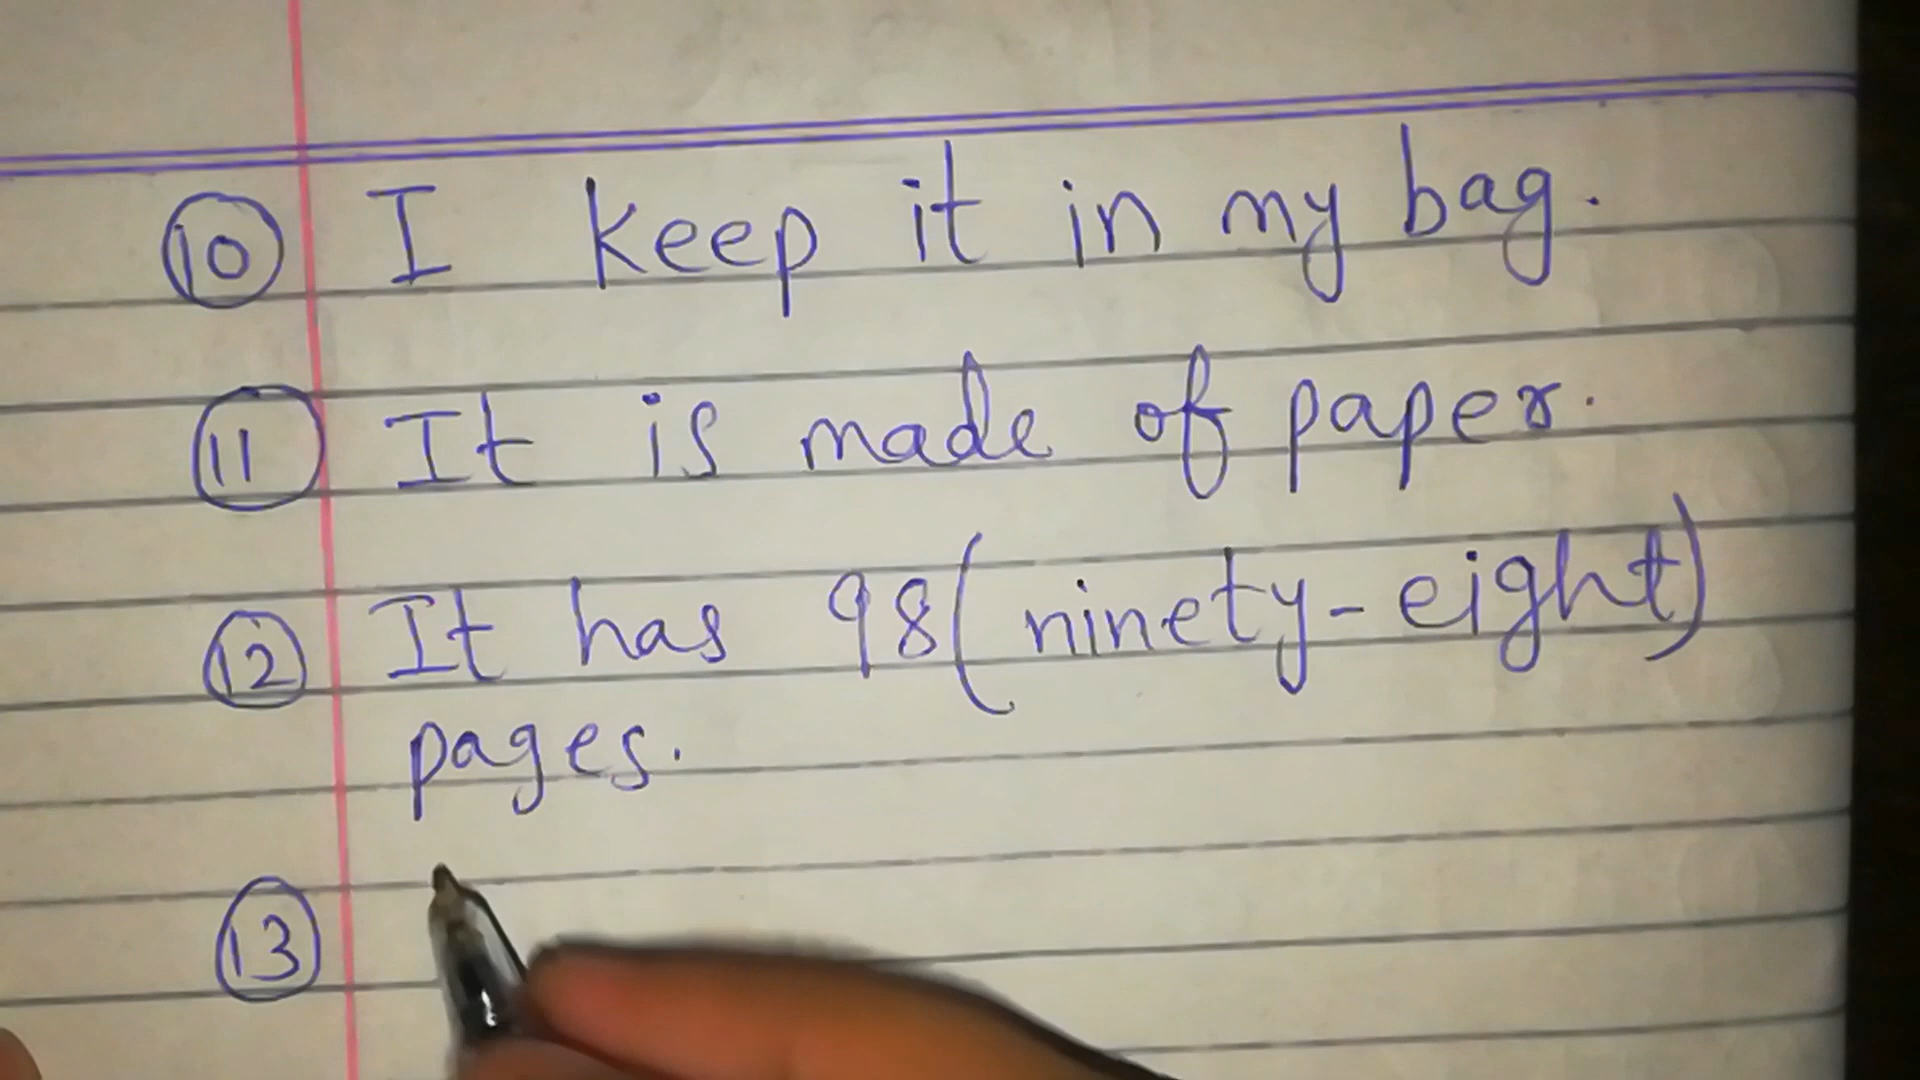 10 I keep it in my bag.
11 It is made of paper.
12 It has 98(ninety-eight)
pages.
13